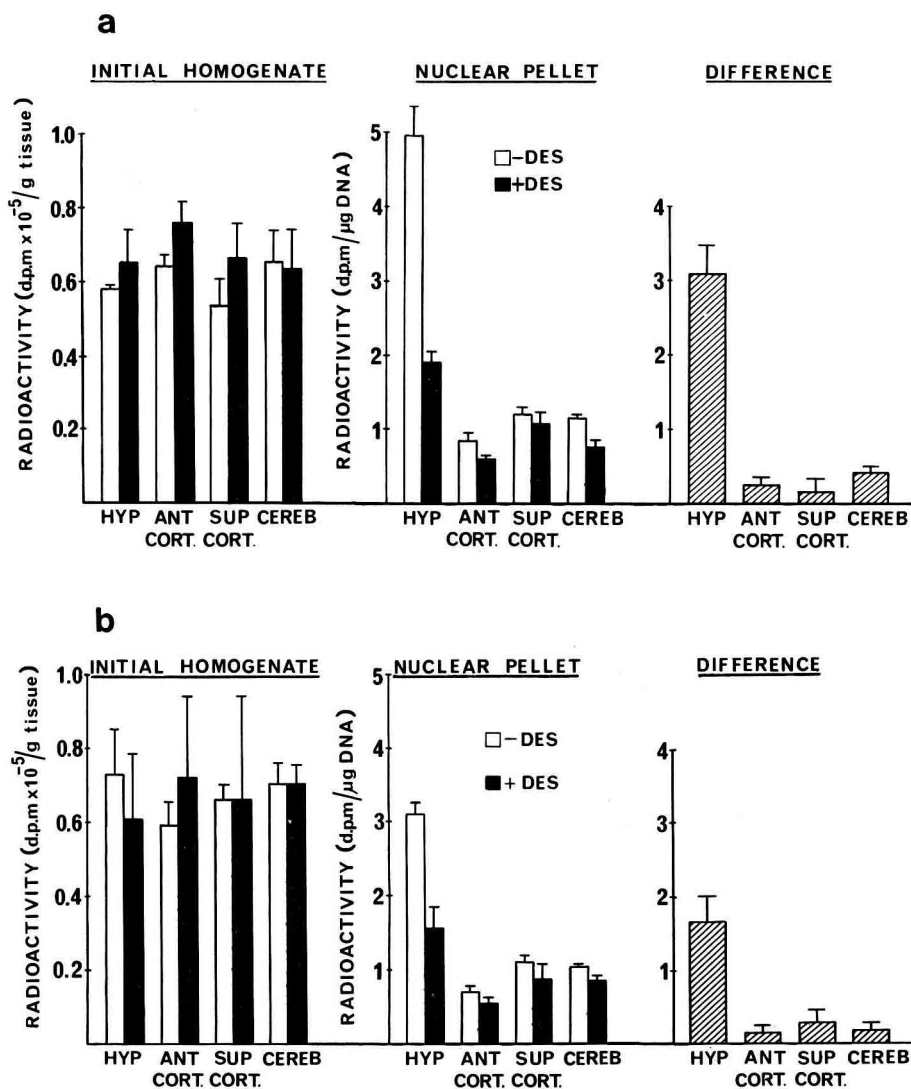 a
INITIAL HOMOGENATE
RADIOACTIVITY (d.p.m x 10⁻⁵/g tissue)
1.0
0.8
0.6
0.4
0.2
HYP ANT SUP CEREB
CORT. CORT.
NUCLEAR PELLET
RADIOACTIVITY (d.p.m/μg DNA)
5
4
3
2
1
-DES
+DES
HYP ANT SUP CEREB
CORT. CORT.
DIFFERENCE
4
3
2
1
HYP ANT SUP CEREB
CORT. CORT.
b
INITIAL HOMOGENATE
RADIOACTIVITY (d.p.m x10⁻⁵/g tissue)
1.0
0.8
0.6
0.4
0.2
HYP ANT SUP CEREB
CORT. CORT.
NUCLEAR PELLET
RADIOACTIVITY (d.p.m/μg DNA)
5
4
3
2
1
- DES
+ DES
HYP ANT SUP CEREB
CORT. CORT.
DIFFERENCE
4
3
2
1
HYP ANT SUP CEREB
CORT. CORT.